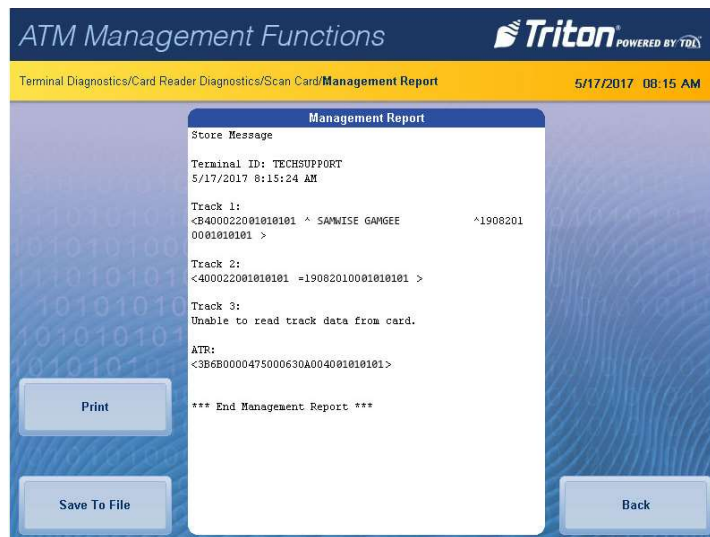 ATM Management Functions
Triton POWERED BY TDL
Terminal Diagnostics/Card Reader Diagnostics/Scan Card/Management Report
5/17/2017 08:15 AM
Management Report
Store Message
Terminal ID: TECHSUPPORT
5/17/2017 8:15:24 AM
Track 1:
<B400022001010101 ^ SAMWISE GAMGEE ^1908201
0001010101 >
Track 2:
<400022001010101 =19082010001010101 >
Track 3:
Unable to read track data from card.
ATR:
<3B6B0000475000630A004001010101>
*** End Management Report ***
Print
Save To File
Back